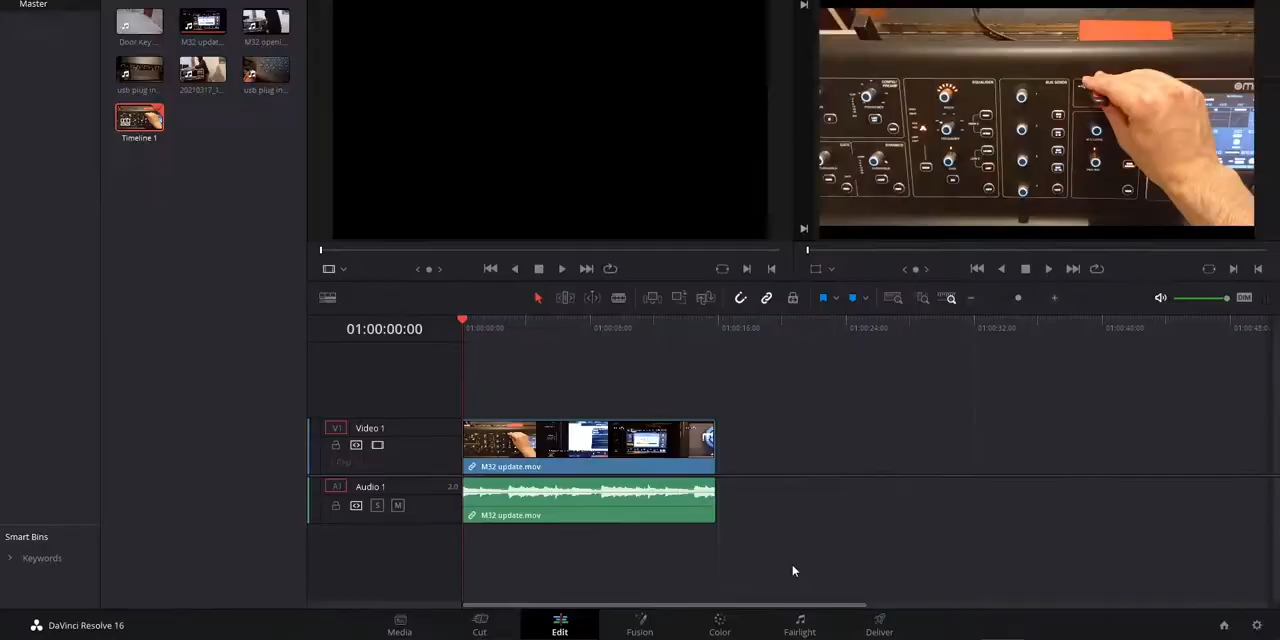 Master
Door Key...
M32 updat...
M32 openi...
usb plug in...
20210317_1...
usb plug in...
Timeline 1
DIM
01:00:00:00
01:00:00:00
01:00:08:00
01:00:16:00
01:00:24:00
01:00:32:00
01:00:40:00
01:00:48:0
V1 Video 1
M32 update.mov
A1 Audio 1 2.0
S M
M32 update.mov
Smart Bins
Keywords
DaVinci Resolve 16
Media
Cut
Edit
Fusion
Color
Fairlight
Deliver